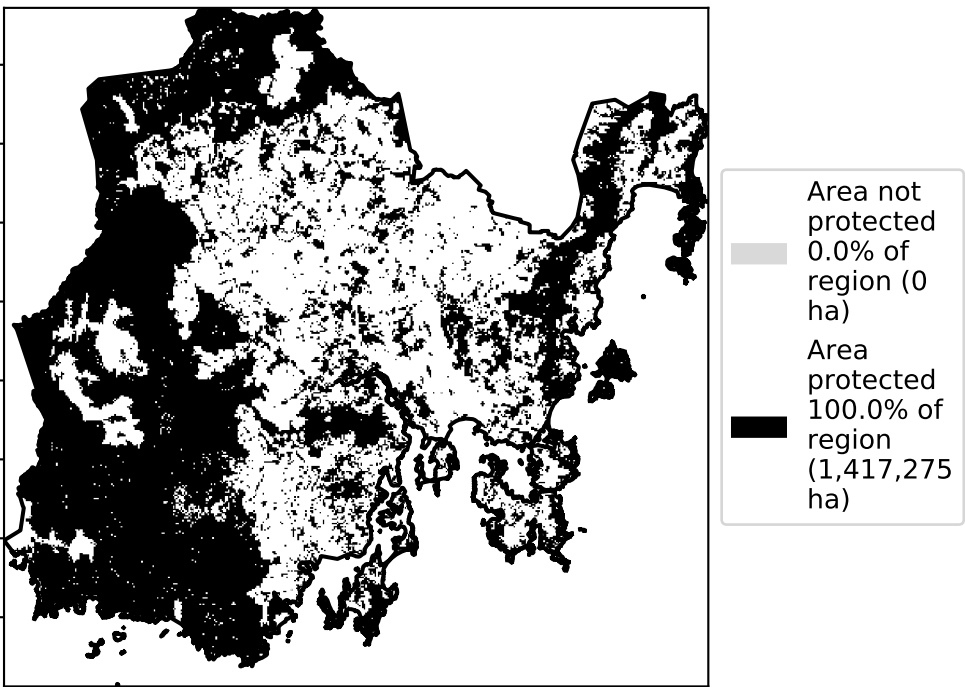 Area not
protected
0.0% of
region (0
ha)
Area
protected
100.0% of
region
(1,417,275
ha)